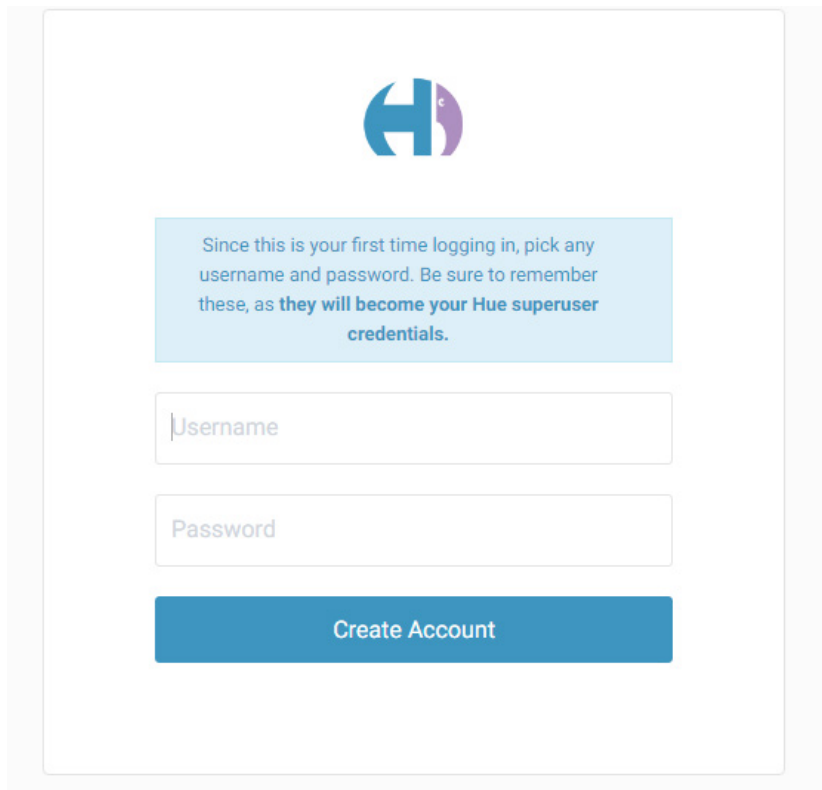 Since this is your first time logging in, pick any
username and password. Be sure to remember
these, as they will become your Hue superuser
credentials.
Username
Password
Create Account